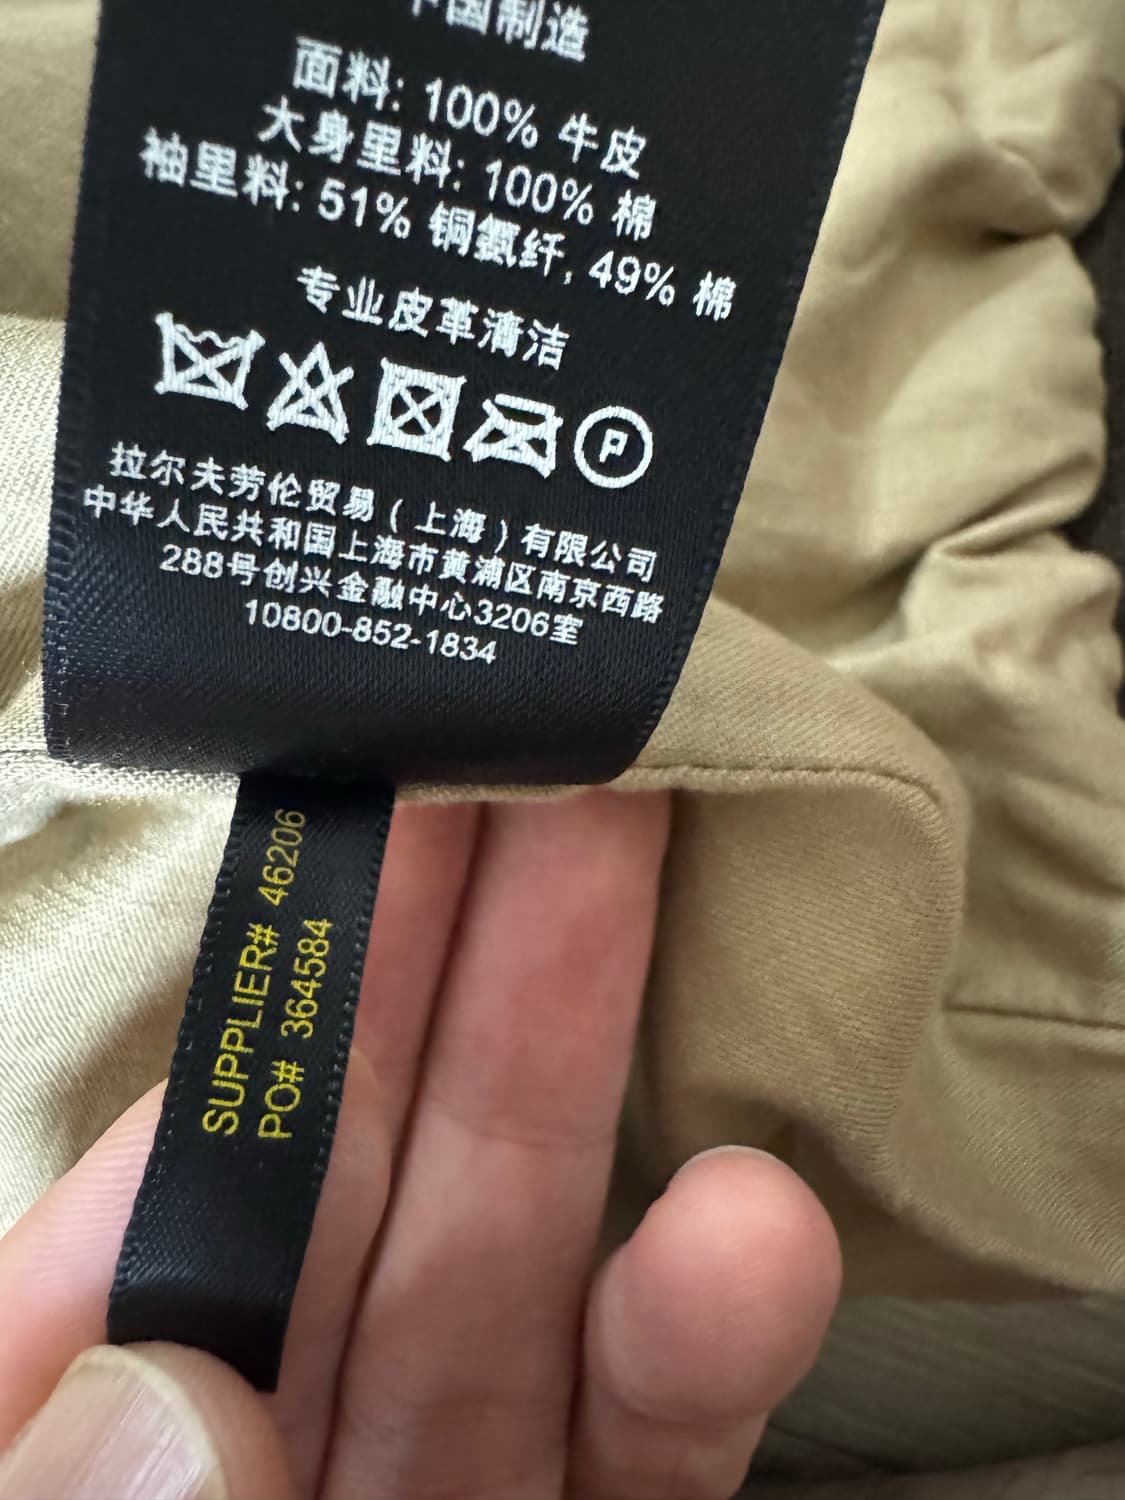 中国制造
面料: 100% 牛皮
大身里料: 100% 棉
袖里料: 51% 铜氨纤, 49% 棉
专业皮革清洁
P
拉尔夫劳伦贸易（上海）有限公司
中华人民共和国上海市黄浦区南京西路
288号创兴金融中心3206室
10800-852-1834
SUPPLIER# 46206
PO# 364584